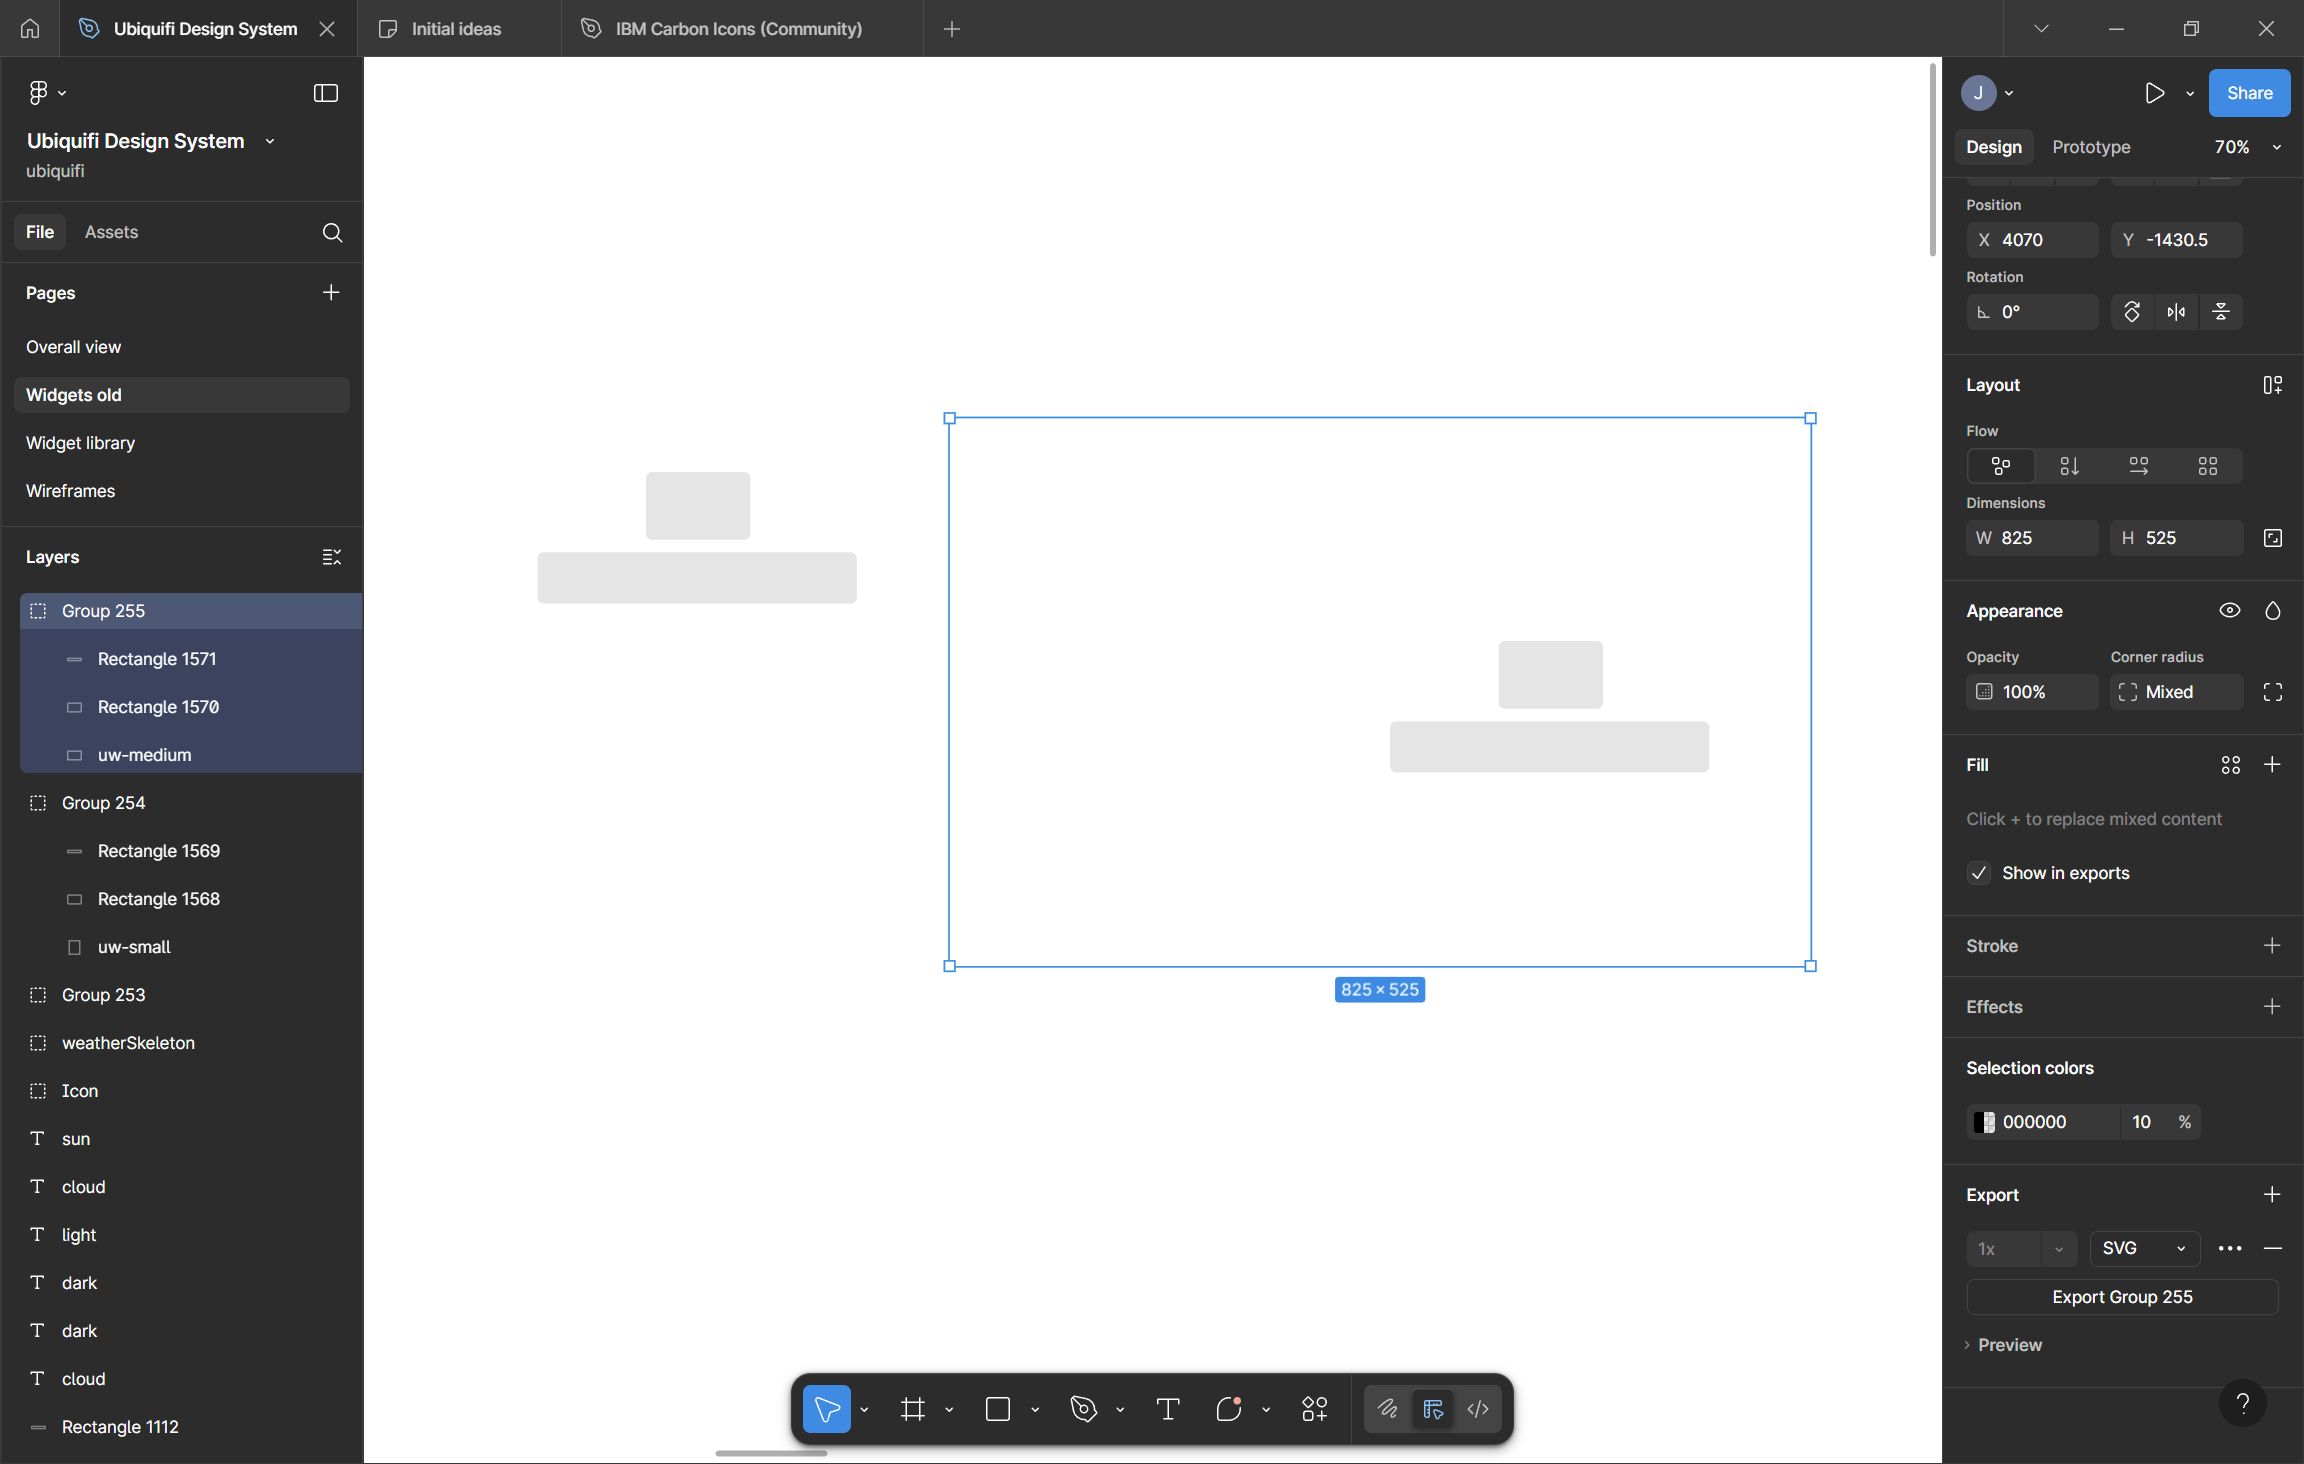 Ubiquifi Design System
Initial ideas
IBM Carbon Icons (Community)
Ubiquifi Design System
ubiquifi
File
Assets
Pages
Overall view
Widgets old
Widget library
Wireframes
Layers
Group 255
Rectangle 1571
Rectangle 1570
uw-medium
Group 254
Rectangle 1569
Rectangle 1568
uw-small
Group 253
weatherSkeleton
Icon
sun
cloud
light
dark
dark
cloud
Rectangle 1112
825 × 525
J
Share
Design
Prototype
70%
Position
X 4070
Y -1430.5
Rotation
0°
Layout
Flow
Dimensions
W 825
H 525
Appearance
Opacity
Corner radius
100%
Mixed
Fill
Click + to replace mixed content
Show in exports
Stroke
Effects
Selection colors
000000
10 %
Export
1x
SVG
Export Group 255
Preview
?